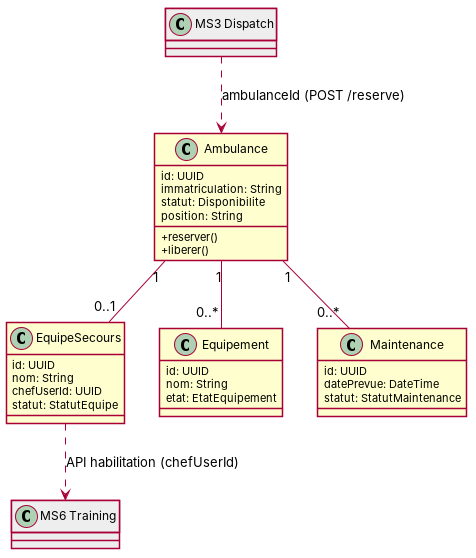 C MS3 Dispatch
ambulanceId (POST /reserve)
C Ambulance
id: UUID
immatriculation: String
statut: Disponibilite
position: String
+reserver()
+liberer()
1 1 1
0..1 0..* 0..*
C EquipeSecours
id: UUID
nom: String
chefUserId: UUID
statut: StatutEquipe
C Equipement
id: UUID
nom: String
etat: EtatEquipement
C Maintenance
id: UUID
datePrevue: DateTime
statut: StatutMaintenance
API habilitation (chefUserId)
C MS6 Training